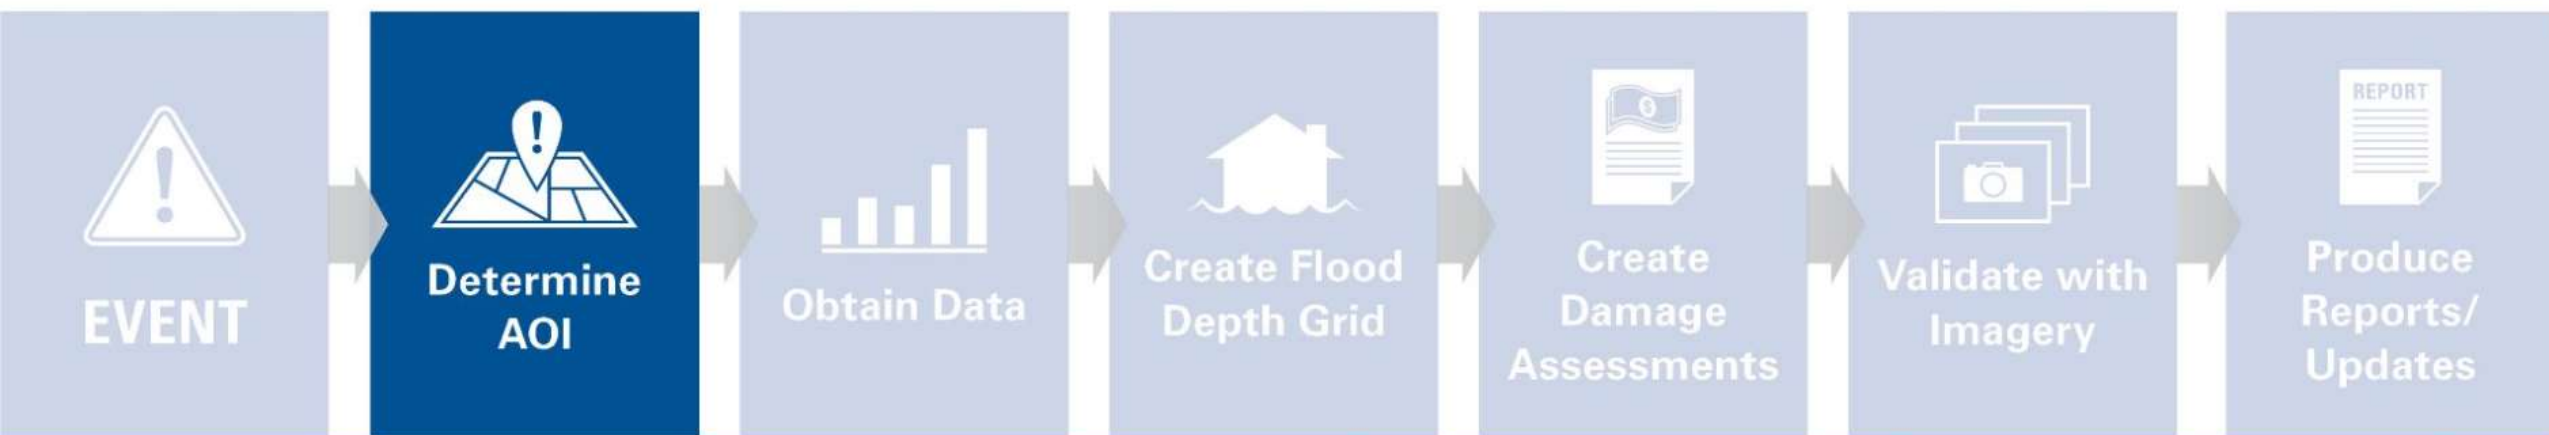 EVENT
Determine
AOI
Obtain Data
Create Flood
Depth Grid
$
Create
Damage
Assessments
Validate with
Imagery
REPORT
Produce
Reports/
Updates